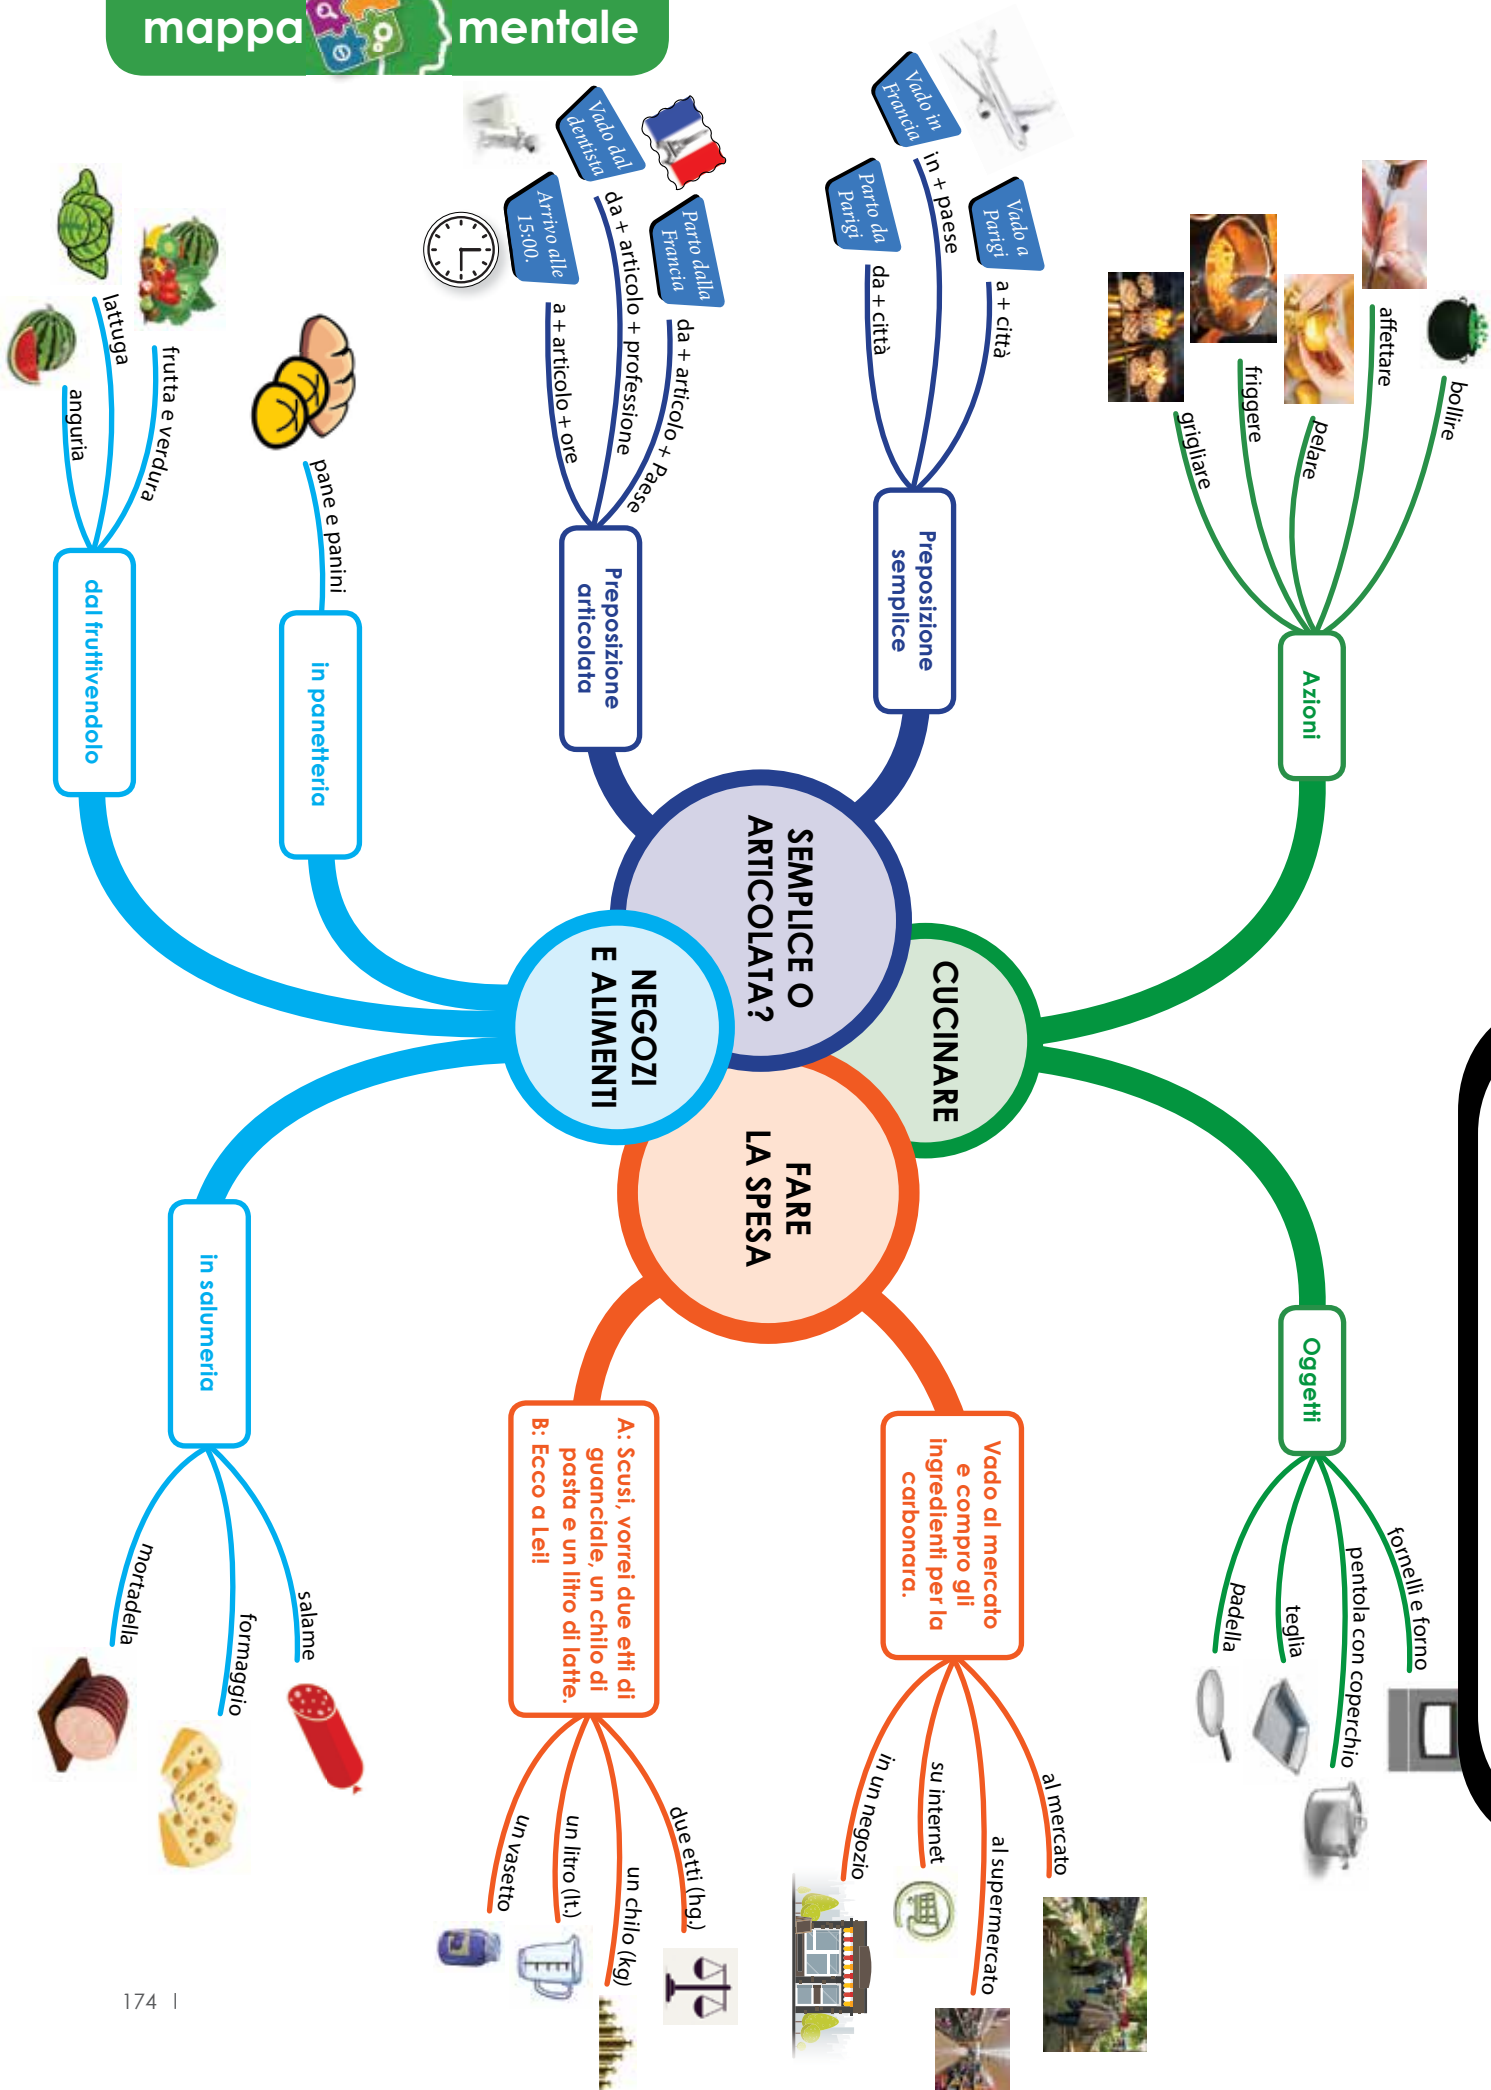 mappa mentale
CUCINARE
Azioni
bollire
affettare
pelare
friggere
grigliare
Oggetti
fornelli e forno
pentola con coperchio
teglia
padella
SEMPLICE O
ARTICOLATA?
Preposizione
semplice
a + città
Vado a
Parigi
in + paese
Vado in
Francia
da + città
Parto da
Parigi
Preposizione
articolata
da + articolo + Paese
Parto dalla
Francia
da + articolo + professione
Vado dal
dentista
a + articolo + ore
Arrivo alle
15:00.
FARE
LA SPESA
Vado al mercato
e compro gli
ingredienti per la
carbonara.
al mercato
al supermercato
su internet
in un negozio
A: Scusi, vorrei due etti di
guanciale, un chilo di
pasta e un litro di latte.
B: Ecco a Lei!
due etti (hg.)
un chilo (kg)
un litro (lt.)
un vasetto
NEGOZI
E ALIMENTI
in panetteria
pane e panini
dal fruttivendolo
frutta e verdura
lattuga
anguria
in salumeria
salame
formaggio
mortadella
174 |